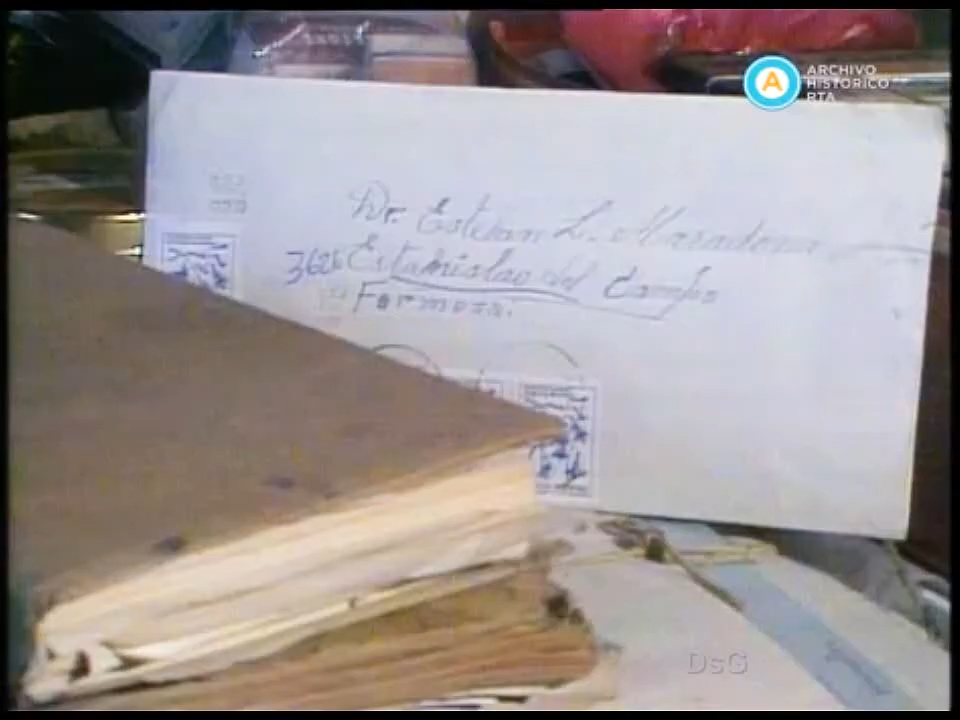 ARCHIVO
HISTORICO
RTA
Dr. Esteban L. Maradona
3626 Estanislao del Campo
Formosa.
DsG